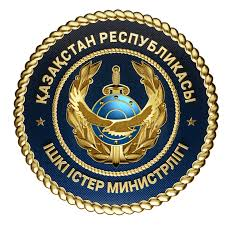 ҚАЗАҚСТАН РЕСПУБЛИКАСЫ
ІШКІ ІСТЕР МИНИСТРЛІГІ